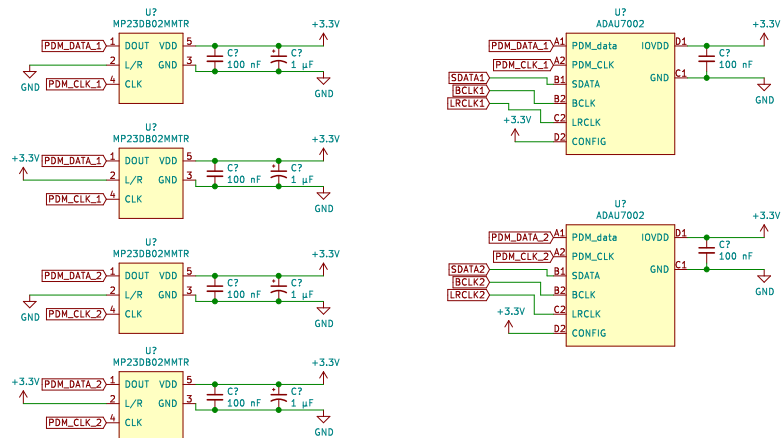 U?
MP23DB02MMTR
+3.3V
PDM_DATA_1 1 DOUT VDD 5
C?
100 nF
C?
1 µF
2 L/R GND 3
GND
PDM_CLK_1 4 CLK
GND
U?
MP23DB02MMTR
+3.3V
PDM_DATA_1 1 DOUT VDD 5
+3.3V
C?
100 nF
C?
1 µF
2 L/R GND 3
PDM_CLK_1 4 CLK
GND
U?
MP23DB02MMTR
+3.3V
PDM_DATA_2 1 DOUT VDD 5
C?
100 nF
C?
1 µF
2 L/R GND 3
GND
PDM_CLK_2 4 CLK
GND
U?
MP23DB02MMTR
+3.3V
PDM_DATA_2 1 DOUT VDD 5
+3.3V
C?
100 nF
C?
1 µF
2 L/R GND 3
PDM_CLK_2 4 CLK
GND
U?
ADAU7002
+3.3V
PDM_DATA_1 A1 PDM_data IOVDD D1
C?
100 nF
PDM_CLK_1 A2 PDM_CLK
GND C1
SDATA1 B1 SDATA
BCLK1 B2 BCLK
LRCLK1 C2 LRCLK
GND
+3.3V
D2 CONFIG
U?
ADAU7002
+3.3V
PDM_DATA_2 A1 PDM_data IOVDD D1
C?
100 nF
PDM_CLK_2 A2 PDM_CLK
GND C1
SDATA2 B1 SDATA
BCLK2 B2 BCLK
LRCLK2 C2 LRCLK
GND
+3.3V
D2 CONFIG